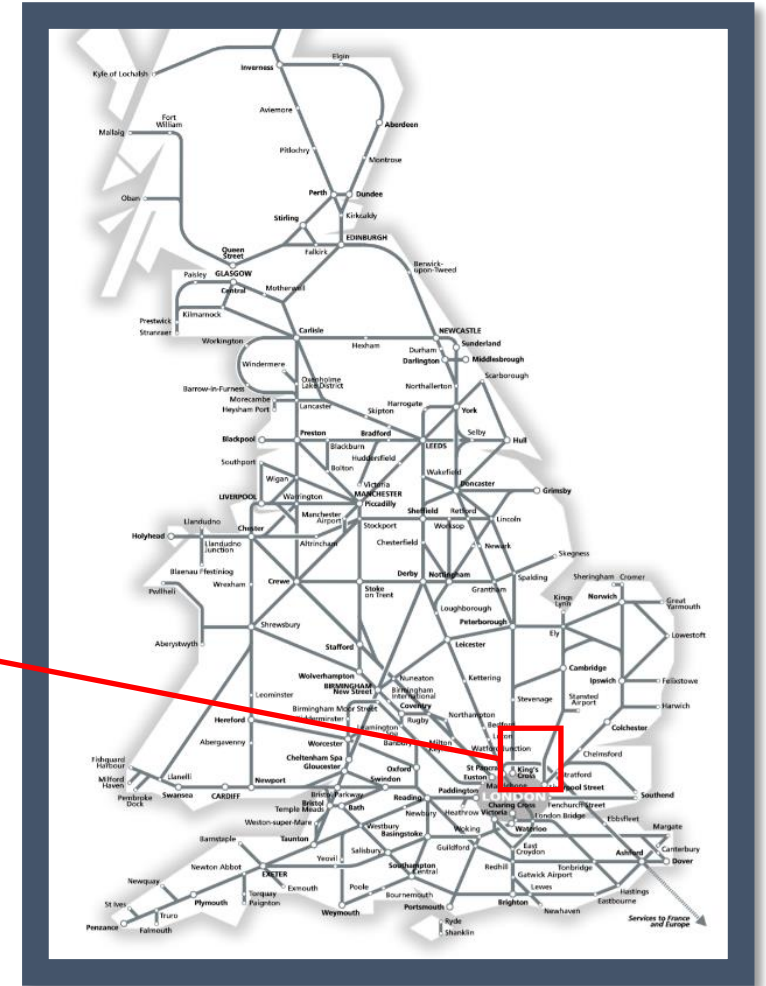 Elgin
Inverness
Kyle of Lochalsh
Aviemore
Fort
William
Mallaig
Aberdeen
Pitlochry
Montrose
Perth
Dundee
Oban
Stirling
Kirkcaldy
EDINBURGH
Queen
Street
Falkirk
Berwick-
upon-Tweed
Paisley
GLASGOW
Central
Motherwell
Kilmarnock
Prestwick
Stranraer
Carlisle
NEWCASTLE
Workington
Hexham
Sunderland
Durham
Darlington
Middlesbrough
Windermere
Scarborough
Oxenholme
Lake District
Barrow-in-Furness
Northallerton
Morecambe
Heysham Port
Lancaster
Harrogate
York
Skipton
Preston
Bradford
Selby
Blackpool
Blackburn
LEEDS
Hull
Southport
Huddersfield
Bolton
Wakefield
Wigan
Victoria
Doncaster
MANCHESTER
Piccadilly
Grimsby
LIVERPOOL
Warrington
Manchester
Airport
Sheffield
Retford
Llandudno
Stockport
Worksop
Lincoln
Chester
Holyhead
Llandudno
Junction
Altrincham
Chesterfield
Newark
Skegness
Blaenau Ffestiniog
Derby
Nottingham
Spalding
Sheringham
Cromer
Pwllheli
Wrexham
Crewe
Stoke
on Trent
Grantham
Kings
Lynn
Norwich
Great
Yarmouth
Loughborough
Peterborough
Shrewsbury
Ely
Lowestoft
Aberystwyth
Stafford
Leicester
Cambridge
Wolverhampton
Nuneaton
Kettering
Ipswich
Felixstowe
BIRMINGHAM
New Street
Birmingham
International
Leominster
Coventry
Stevenage
Stansted
Airport
Harwich
Birmingham Moor Street
Hereford
Rugby
Northampton
Bedford
Colchester
Worcester
Banbury
Milton
Luton
Abergavenny
Watford Junction
Chelmsford
Cheltenham Spa
Gloucester
Oxford
St Pancras
King's
Cross
Fishguard
Harbour
Euston
Stratford
Milford
Haven
Llanelli
Newport
Swindon
Paddington
Pembroke
Dock
Swansea
CARDIFF
Bristol Parkway
Reading
LONDON
Southend
Bristol
Temple Meads
Bath
Charing Cross
Fenchurch Street
Newbury
Heathrow
Victoria
London Bridge
Ebbsfleet
Weston-super-Mare
Westbury
Woking
Waterloo
Margate
Barnstaple
Taunton
Basingstoke
East
Croydon
Canterbury
Salisbury
Guildford
Ashford
Dover
Yeovil
Newton Abbot
Southampton
Central
Redhill
Tonbridge
EXETER
Gatwick Airport
Newquay
Exmouth
Poole
Lewes
Hastings
Torquay
Paignton
Bournemouth
Eastbourne
St Ives
Plymouth
Portsmouth
Brighton
Newhaven
Truro
Weymouth
Ryde
Services to France
and Europe
Penzance
Falmouth
Shanklin